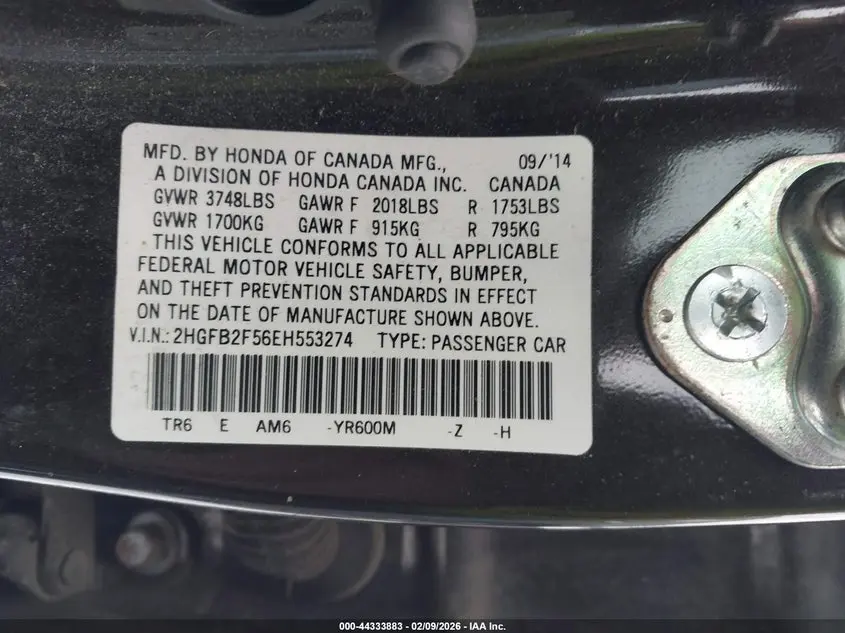 MFD. BY HONDA OF CANADA MFG., 09/'14
A DIVISION OF HONDA CANADA INC. CANADA
GVWR 3748LBS GAWR F 2018LBS R 1753LBS
GVWR 1700KG GAWR F 915KG R 795KG
THIS VEHICLE CONFORMS TO ALL APPLICABLE
FEDERAL MOTOR VEHICLE SAFETY, BUMPER,
AND THEFT PREVENTION STANDARDS IN EFFECT
ON THE DATE OF MANUFACTURE SHOWN ABOVE.
V.I.N.: 2HGFB2F56EH553274 TYPE: PASSENGER CAR
TR6 E AM6 -YR600M -Z -H
000-44333883 | 02/09/2026 - IAA Inc.